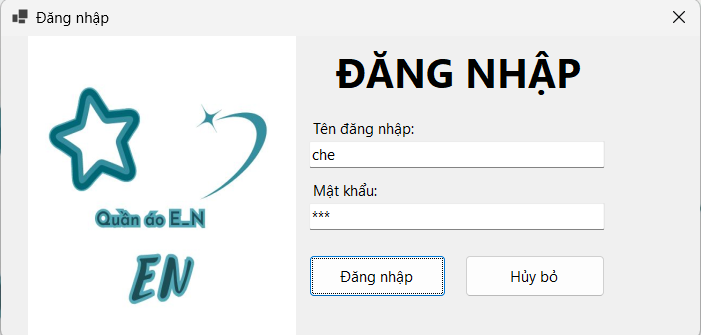 Đăng nhập
ĐĂNG NHẬP
Tên đăng nhập:
che
Mật khẩu:
***
Đăng nhập
Hủy bỏ
Quần áo E_N
EN